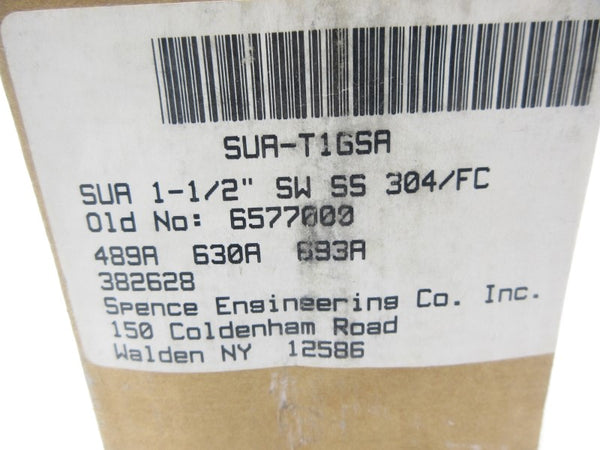 SUA-T1GSA
SUA 1-1/2" SW SS 304/FC
Old No: 6577000
489A 630A 693A
382628
Spence Engineering Co. Inc.
150 Coldenham Road
Walden NY 12586